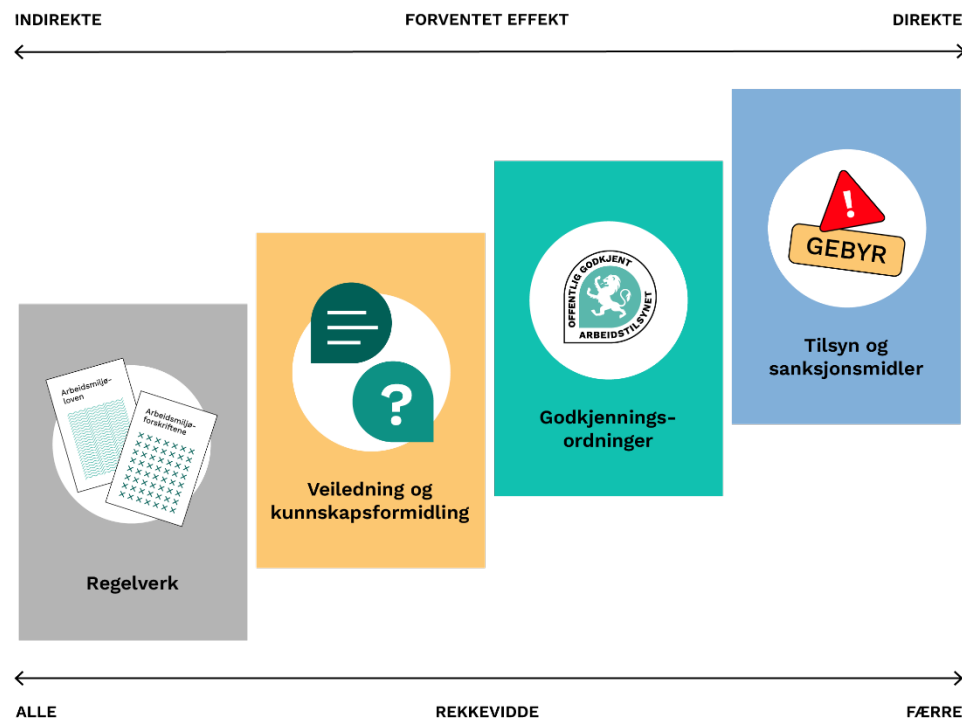 INDIREKTE
FORVENTET EFFEKT
DIREKTE
GEBYR
OFFENTLIG GODKJENT
ARBEIDSTILSYNET
Tilsyn og
sanksjonsmidler
Arbeidsmiljø-
loven
Arbeidsmiljø-
forskriftene
Godkjennings-
ordninger
Veiledning og
kunnskapsformidling
Regelverk
ALLE
REKKEVIDDE
FÆRRE